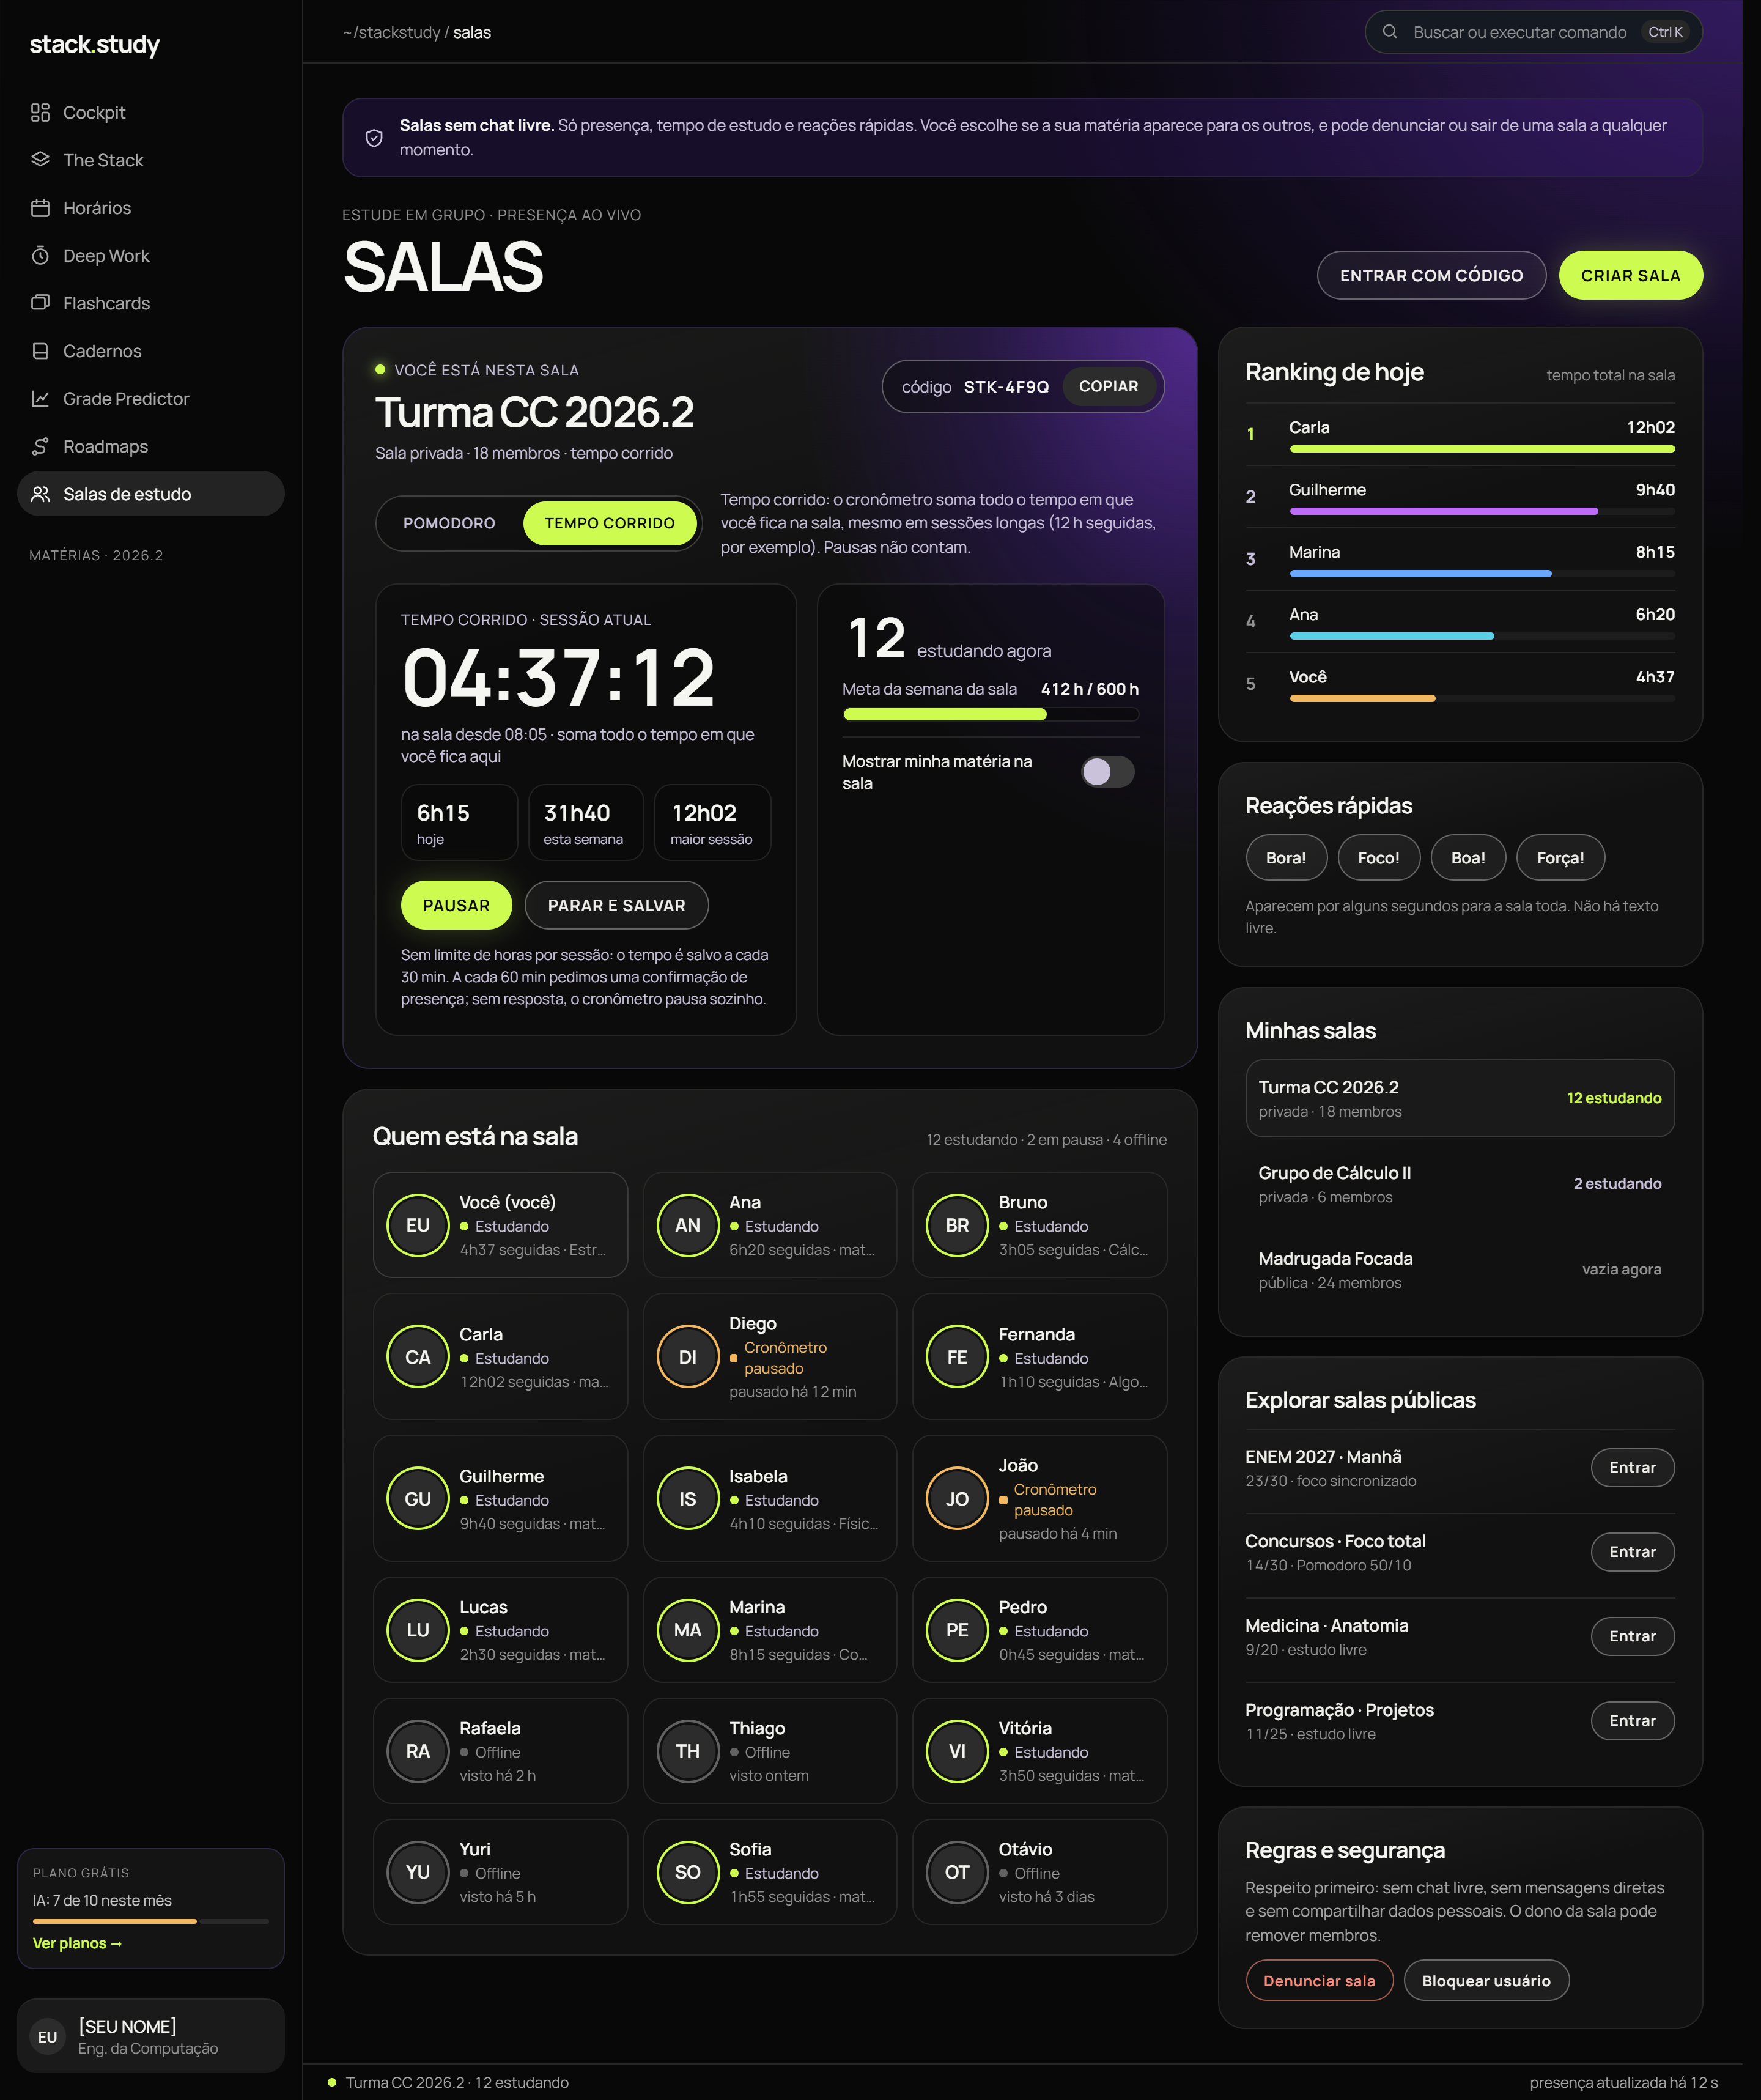 stack.study
Cockpit
The Stack
Horários
Deep Work
Flashcards
Cadernos
Grade Predictor
Roadmaps
Salas de estudo
MATÉRIAS · 2026.2
PLANO GRÁTIS
IA: 7 de 10 neste mês
Ver planos →
EU
[SEU NOME]
Eng. da Computação
~/stackstudy / salas
Buscar ou executar comando
Ctrl K
Salas sem chat livre. Só presença, tempo de estudo e reações rápidas. Você escolhe se a sua matéria aparece para os outros, e pode denunciar ou sair de uma sala a qualquer
momento.
ESTUDE EM GRUPO · PRESENÇA AO VIVO
SALAS
ENTRAR COM CÓDIGO
CRIAR SALA
VOCÊ ESTÁ NESTA SALA
Turma CC 2026.2
Sala privada · 18 membros · tempo corrido
código STK-4F9Q COPIAR
POMODORO
TEMPO CORRIDO
Tempo corrido: o cronômetro soma todo o tempo em que
você fica na sala, mesmo em sessões longas (12 h seguidas,
por exemplo). Pausas não contam.
TEMPO CORRIDO · SESSÃO ATUAL
04:37:12
na sala desde 08:05 · soma todo o tempo em que
você fica aqui
6h15
hoje
31h40
esta semana
12h02
maior sessão
PAUSAR
PARAR E SALVAR
Sem limite de horas por sessão: o tempo é salvo a cada
30 min. A cada 60 min pedimos uma confirmação de
presença; sem resposta, o cronômetro pausa sozinho.
12 estudando agora
Meta da semana da sala 412 h / 600 h
Mostrar minha matéria na
sala
Quem está na sala
12 estudando · 2 em pausa · 4 offline
EU
Você (você)
Estudando
4h37 seguidas · Estr…
AN
Ana
Estudando
6h20 seguidas · mat…
BR
Bruno
Estudando
3h05 seguidas · Cálc…
CA
Carla
Estudando
12h02 seguidas · ma…
DI
Diego
Cronômetro
pausado
pausado há 12 min
FE
Fernanda
Estudando
1h10 seguidas · Algo…
GU
Guilherme
Estudando
9h40 seguidas · mat…
IS
Isabela
Estudando
4h10 seguidas · Físic…
JO
João
Cronômetro
pausado
pausado há 4 min
LU
Lucas
Estudando
2h30 seguidas · mat…
MA
Marina
Estudando
8h15 seguidas · Co…
PE
Pedro
Estudando
0h45 seguidas · mat…
RA
Rafaela
Offline
visto há 2 h
TH
Thiago
Offline
visto ontem
VI
Vitória
Estudando
3h50 seguidas · mat…
YU
Yuri
Offline
visto há 5 h
SO
Sofia
Estudando
1h55 seguidas · mat…
OT
Otávio
Offline
visto há 3 dias
Ranking de hoje
tempo total na sala
1 Carla 12h02
2 Guilherme 9h40
3 Marina 8h15
4 Ana 6h20
5 Você 4h37
Reações rápidas
Bora!
Foco!
Boa!
Força!
Aparecem por alguns segundos para a sala toda. Não há texto
livre.
Minhas salas
Turma CC 2026.2
privada · 18 membros
12 estudando
Grupo de Cálculo II
privada · 6 membros
2 estudando
Madrugada Focada
pública · 24 membros
vazia agora
Explorar salas públicas
ENEM 2027 · Manhã
23/30 · foco sincronizado
Entrar
Concursos · Foco total
14/30 · Pomodoro 50/10
Entrar
Medicina · Anatomia
9/20 · estudo livre
Entrar
Programação · Projetos
11/25 · estudo livre
Entrar
Regras e segurança
Respeito primeiro: sem chat livre, sem mensagens diretas
e sem compartilhar dados pessoais. O dono da sala pode
remover membros.
Denunciar sala
Bloquear usuário
Turma CC 2026.2 · 12 estudando
presença atualizada há 12 s